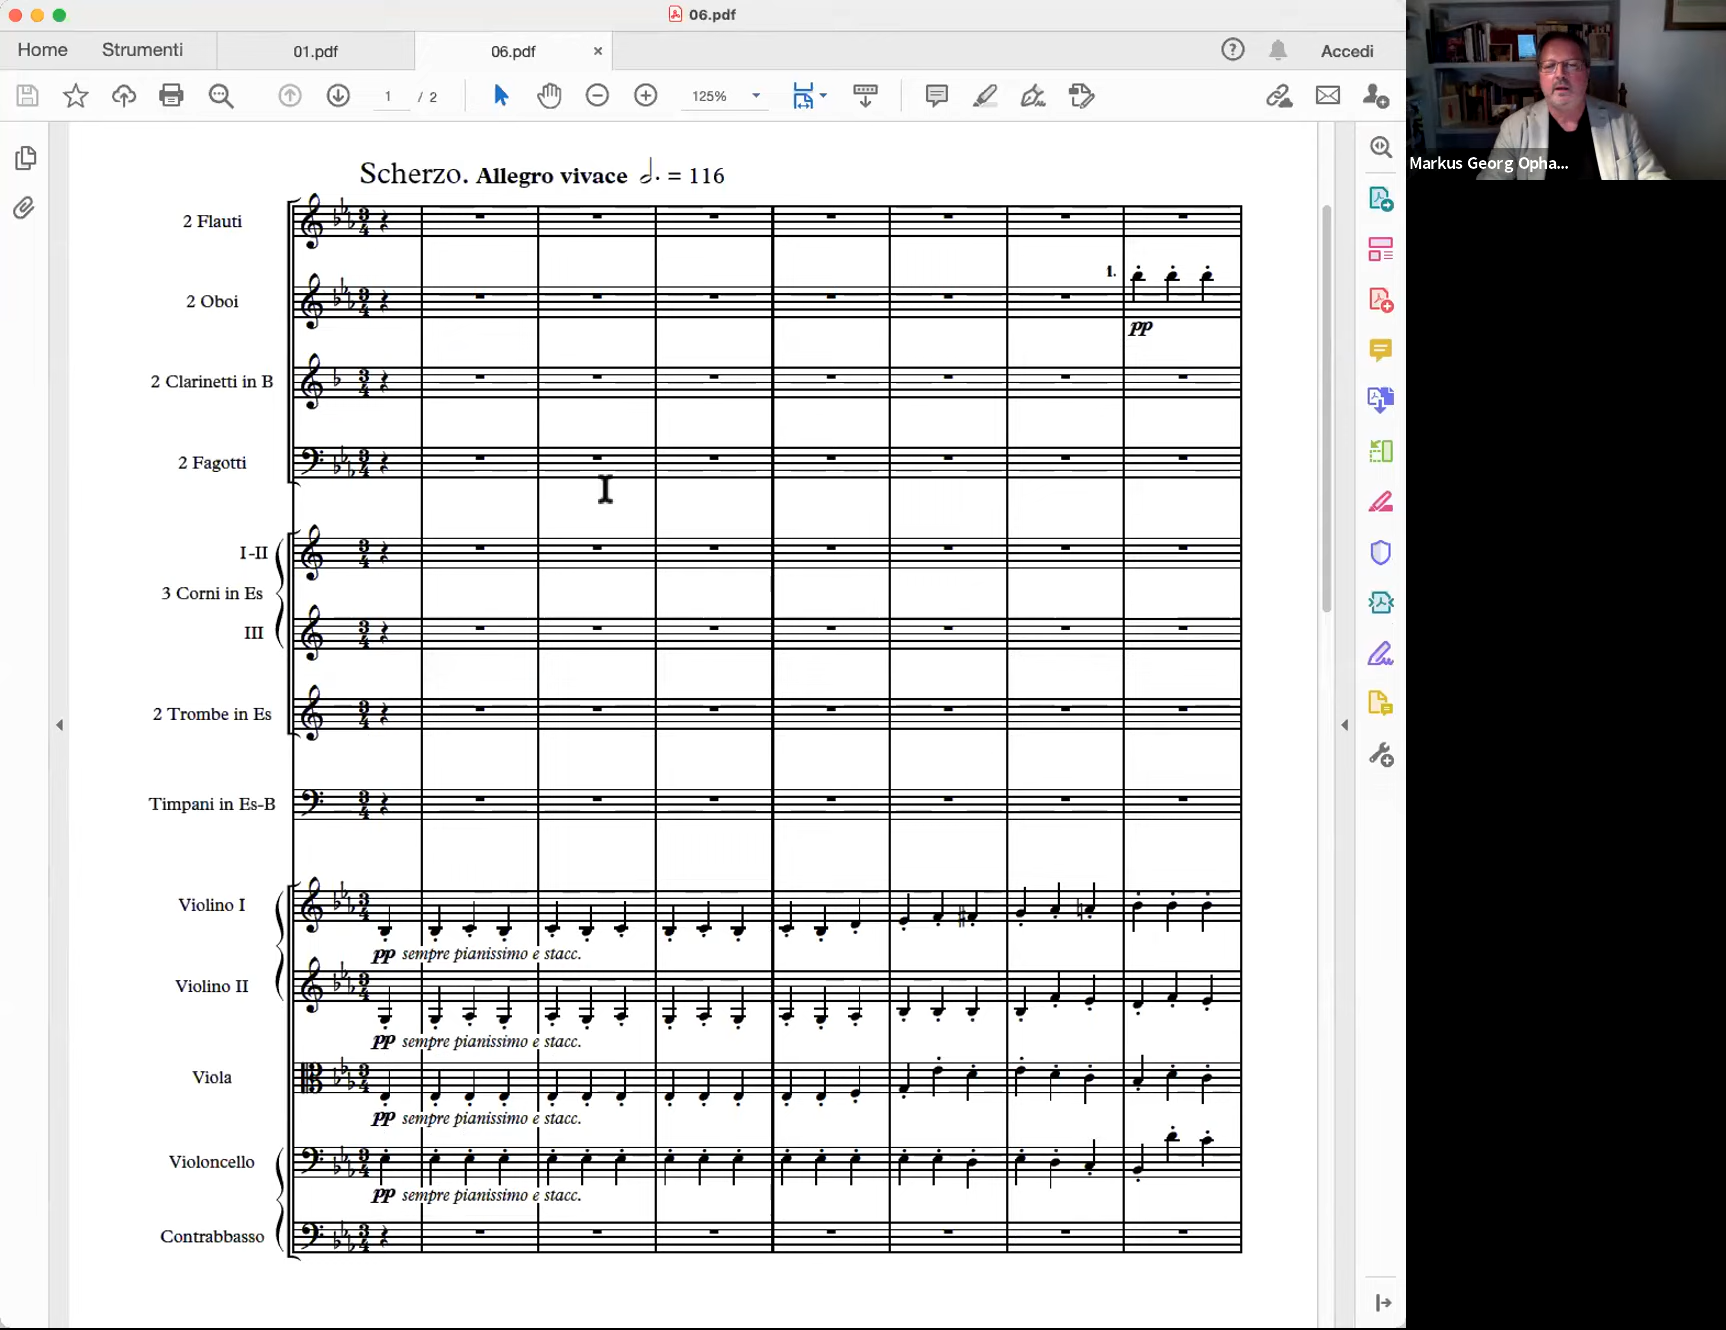 06.pdf
Home Strumenti 01.pdf 06.pdf × Accedi
1 / 2 125%
Markus Georg Opha...
Scherzo. Allegro vivace 𝅗𝅥. = 116
2 Flauti
1.
2 Oboi
pp
2 Clarinetti in B
2 Fagotti
I-II
3 Corni in Es
III
2 Trombe in Es
Timpani in Es-B
Violino I
pp sempre pianissimo e stacc.
Violino II
pp sempre pianissimo e stacc.
Viola
pp sempre pianissimo e stacc.
Violoncello
pp sempre pianissimo e stacc.
Contrabbasso